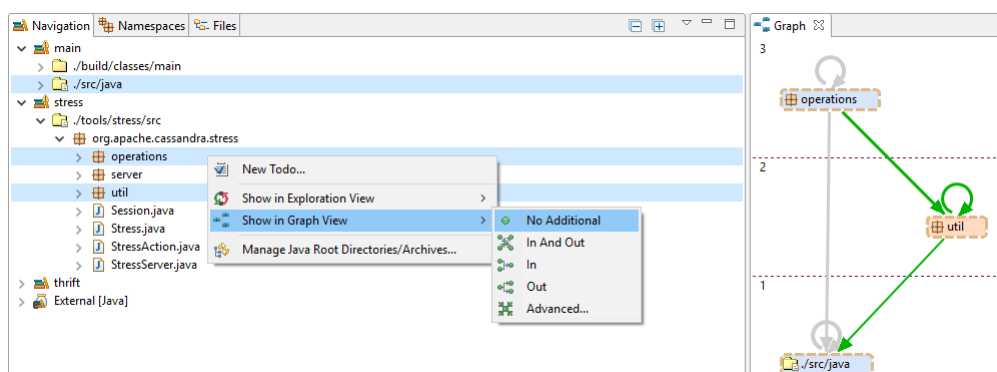 Navigation
Namespaces
Files
main
./build/classes/main
./src/java
stress
./tools/stress/src
org.apache.cassandra.stress
operations
server
util
Session.java
Stress.java
StressAction.java
StressServer.java
thrift
External [Java]
New Todo...
Show in Exploration View
Show in Graph View
Manage Java Root Directories/Archives...
No Additional
In And Out
In
Out
Advanced...
Graph
3
operations
2
util
1
./src/java